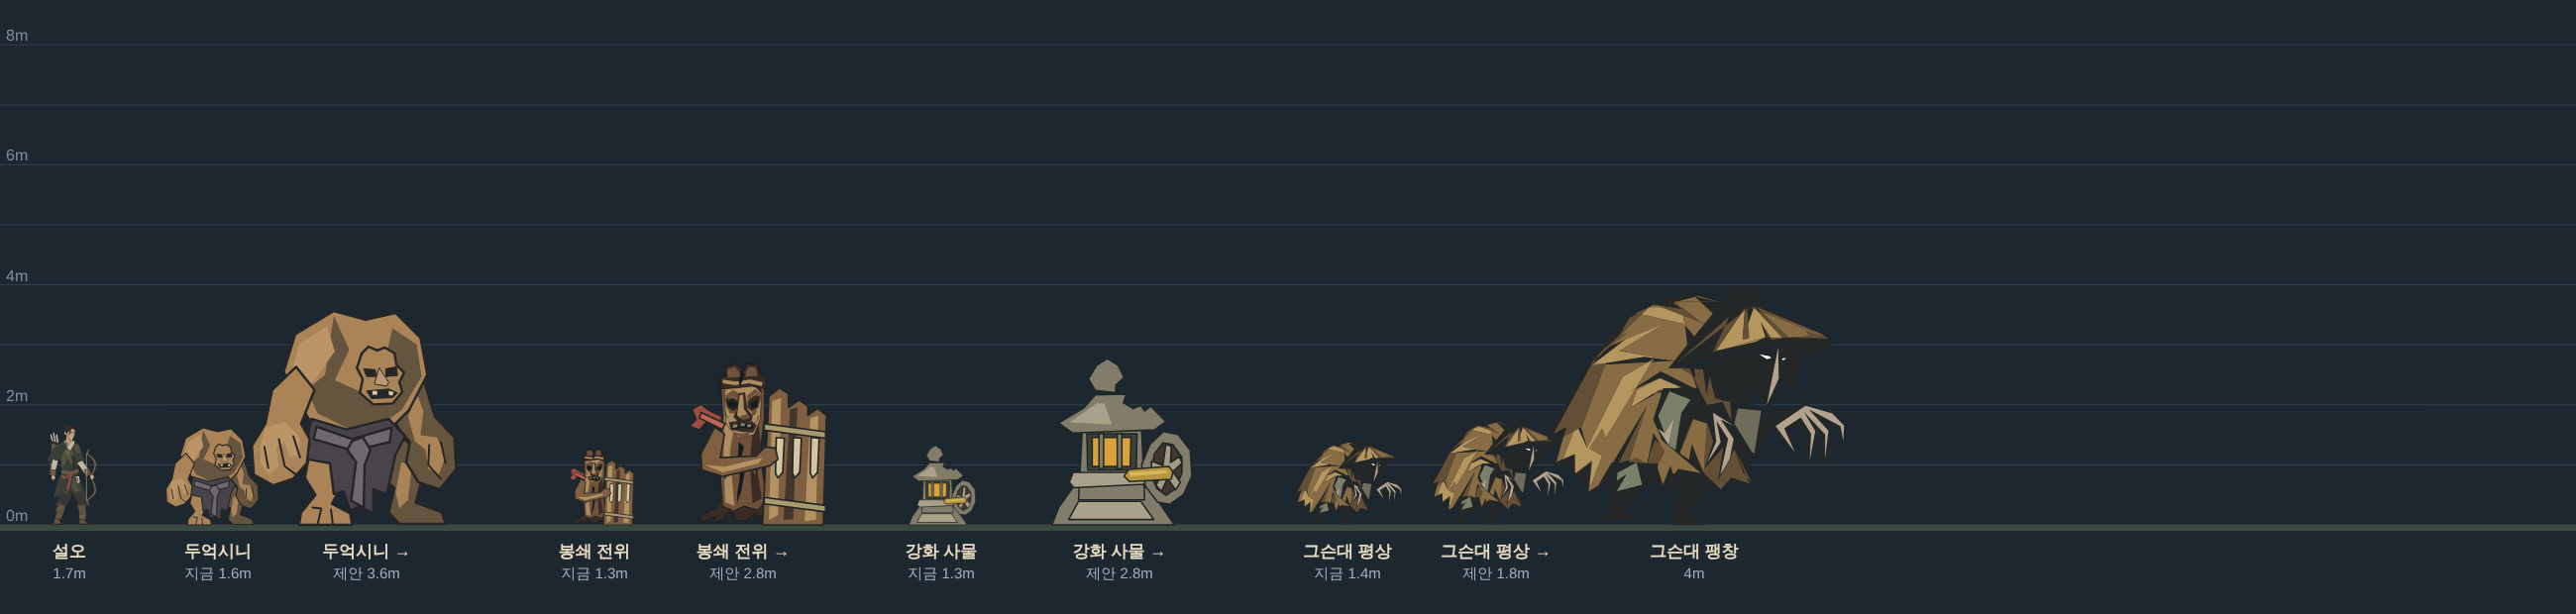 8m
6m
4m
2m
0m
설오
1.7m
두억시니
지금 1.6m
두억시니 →
제안 3.6m
봉쇄 전위
지금 1.3m
봉쇄 전위 →
제안 2.8m
강화 사물
지금 1.3m
강화 사물 →
제안 2.8m
그슨대 평상
지금 1.4m
그슨대 평상 →
제안 1.8m
그슨대 팽창
4m